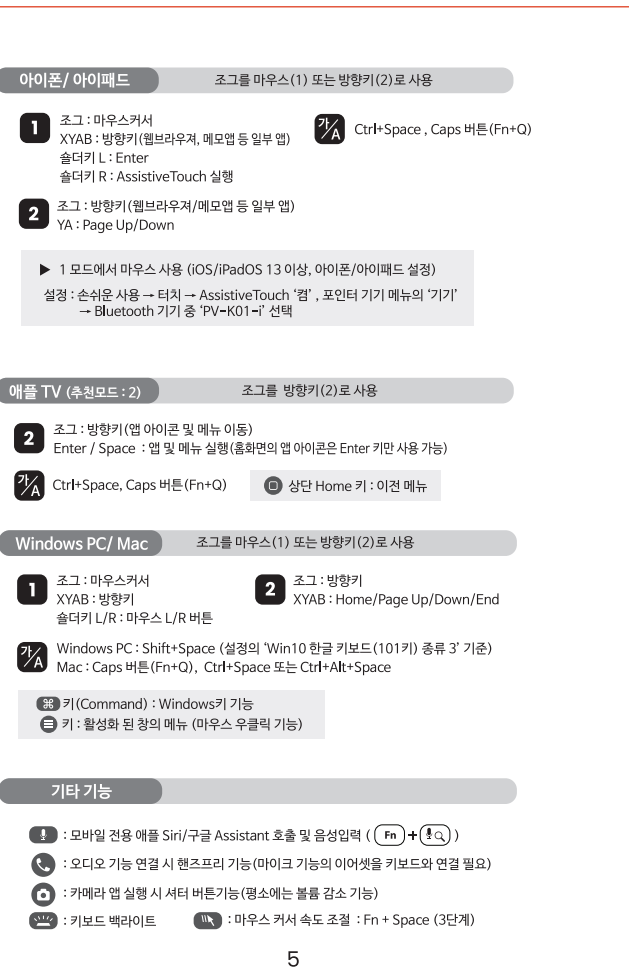 아이폰/ 아이패드 조그를 마우스(1) 또는 방향키(2)로 사용
1 조그 : 마우스커서
XYAB : 방향키(웹브라우져, 메모앱 등 일부 앱)
숄더키 L : Enter
숄더키 R : AssistiveTouch 실행
가/A Ctrl+Space , Caps 버튼(Fn+Q)
2 조그 : 방향키(웹브라우져/메모앱 등 일부 앱)
YA : Page Up/Down
▶ 1 모드에서 마우스 사용 (iOS/iPadOS 13 이상, 아이폰/아이패드 설정)
설정 : 손쉬운 사용 → 터치 → AssistiveTouch ‘켬’ , 포인터 기기 메뉴의 ‘기기’
→ Bluetooth 기기 중 ‘PV-K01-i’ 선택
애플 TV (추천모드 : 2) 조그를 방향키(2)로 사용
2 조그 : 방향키(앱 아이콘 및 메뉴 이동)
Enter / Space : 앱 및 메뉴 실행(홈화면의 앱 아이콘은 Enter 키만 사용 가능)
가/A Ctrl+Space, Caps 버튼(Fn+Q) 상단 Home 키 : 이전 메뉴
Windows PC/ Mac 조그를 마우스(1) 또는 방향키(2)로 사용
1 조그 : 마우스커서
XYAB : 방향키
숄더키 L/R : 마우스 L/R 버튼
2 조그 : 방향키
XYAB : Home/Page Up/Down/End
가/A Windows PC : Shift+Space (설정의 ‘Win10 한글 키보드(101키) 종류 3’ 기준)
Mac : Caps 버튼(Fn+Q), Ctrl+Space 또는 Ctrl+Alt+Space
⌘ 키(Command) : Windows키 기능
키 : 활성화 된 창의 메뉴 (마우스 우클릭 기능)
기타 기능
: 모바일 전용 애플 Siri/구글 Assistant 호출 및 음성입력 ( Fn + )
: 오디오 기능 연결 시 핸즈프리 기능(마이크 기능의 이어셋을 키보드와 연결 필요)
: 카메라 앱 실행 시 셔터 버튼기능(평소에는 볼륨 감소 기능)
: 키보드 백라이트 : 마우스 커서 속도 조절 : Fn + Space (3단계)
5